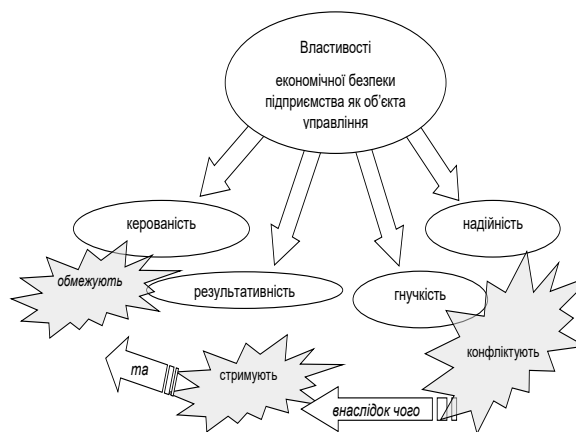 Властивості
економічної безпеки
підприємства як об'єкта
управління
керованість
надійність
обмежують
результативність
гнучкість
конфліктують
та
стримують
внаслідок чого